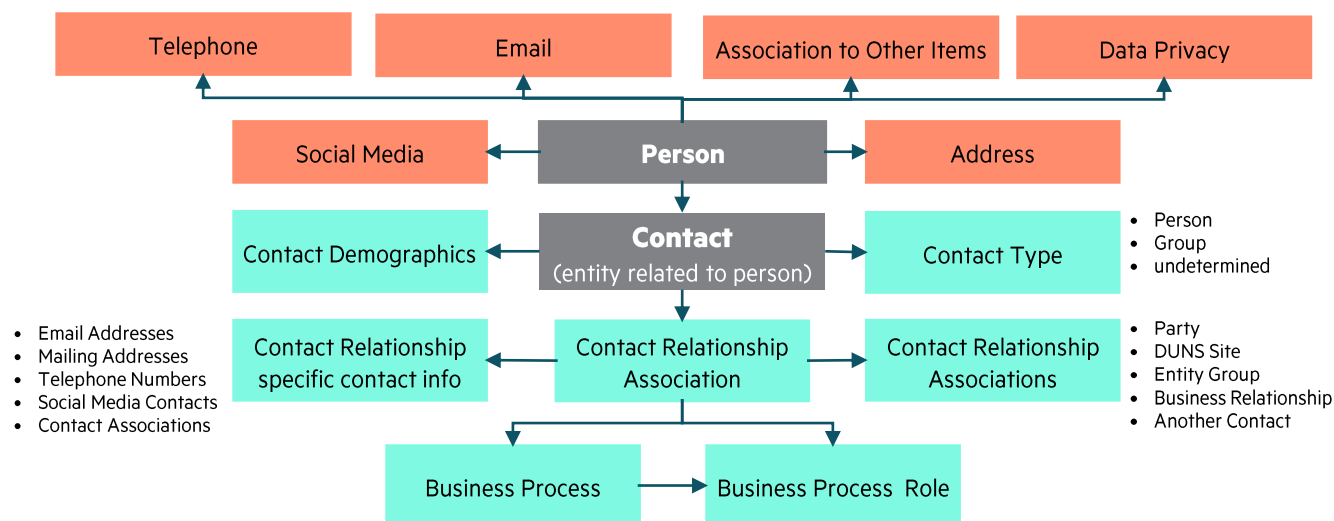 Telephone
Email
Association to Other Items
Data Privacy
Social Media
Person
Address
Contact Demographics
Contact
(entity related to person)
Contact Type
• Person
• Group
• undetermined
• Email Addresses
• Mailing Addresses
• Telephone Numbers
• Social Media Contacts
• Contact Associations
Contact Relationship
specific contact info
Contact Relationship
Association
Contact Relationship
Associations
• Party
• DUNS Site
• Entity Group
• Business Relationship
• Another Contact
Business Process
Business Process Role